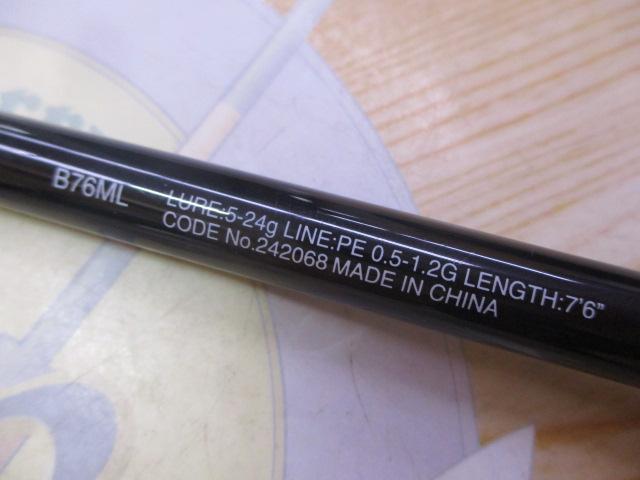 B76ML
LURE:5-24g LINE:PE 0.5-1.2G LENGTH:7'6"
CODE No.242068 MADE IN CHINA